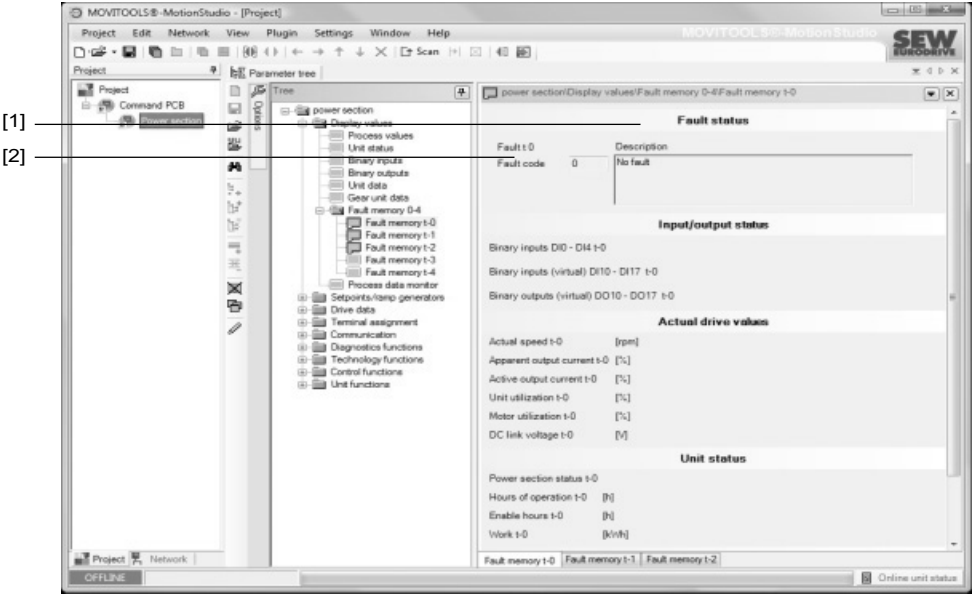 MOVITOOLS®-MotionStudio - [Project]
Project Edit Network View Plugin Settings Window Help
MOVITOOLS®-MotionStudio
SEW
EURODRIVE
Scan
Project
Parameter tree
Project
Command PCB
Power section
Options
Tree
power section
Display values
Process values
Unit status
Binary inputs
Binary outputs
Unit data
Gear unit data
Fault memory 0-4
Fault memory t-0
Fault memory t-1
Fault memory t-2
Fault memory t-3
Fault memory t-4
Process data monitor
Setpoints/ramp generators
Drive data
Terminal assignment
Communication
Diagnostics functions
Technology functions
Control functions
Unit functions
power section\Display values\Fault memory 0-4\Fault memory t-0
[1]
[2]
Fault status
Fault t 0 Description
Fault code 0 No fault
Input/output status
Binary inputs DI0 - DI4 t-0
Binary inputs (virtual) DI10 - DI17 t-0
Binary outputs (virtual) DO10 - DO17 t-0
Actual drive values
Actual speed t-0 [rpm]
Apparent output current t-0 [%]
Active output current t-0 [%]
Unit utilization t-0 [%]
Motor utilization t-0 [%]
DC link voltage t-0 [V]
Unit status
Power section status t-0
Hours of operation t-0 [h]
Enable hours t-0 [h]
Work t-0 [kWh]
Project Network
Fault memory t-0 Fault memory t-1 Fault memory t-2
OFFLINE
Online unit status